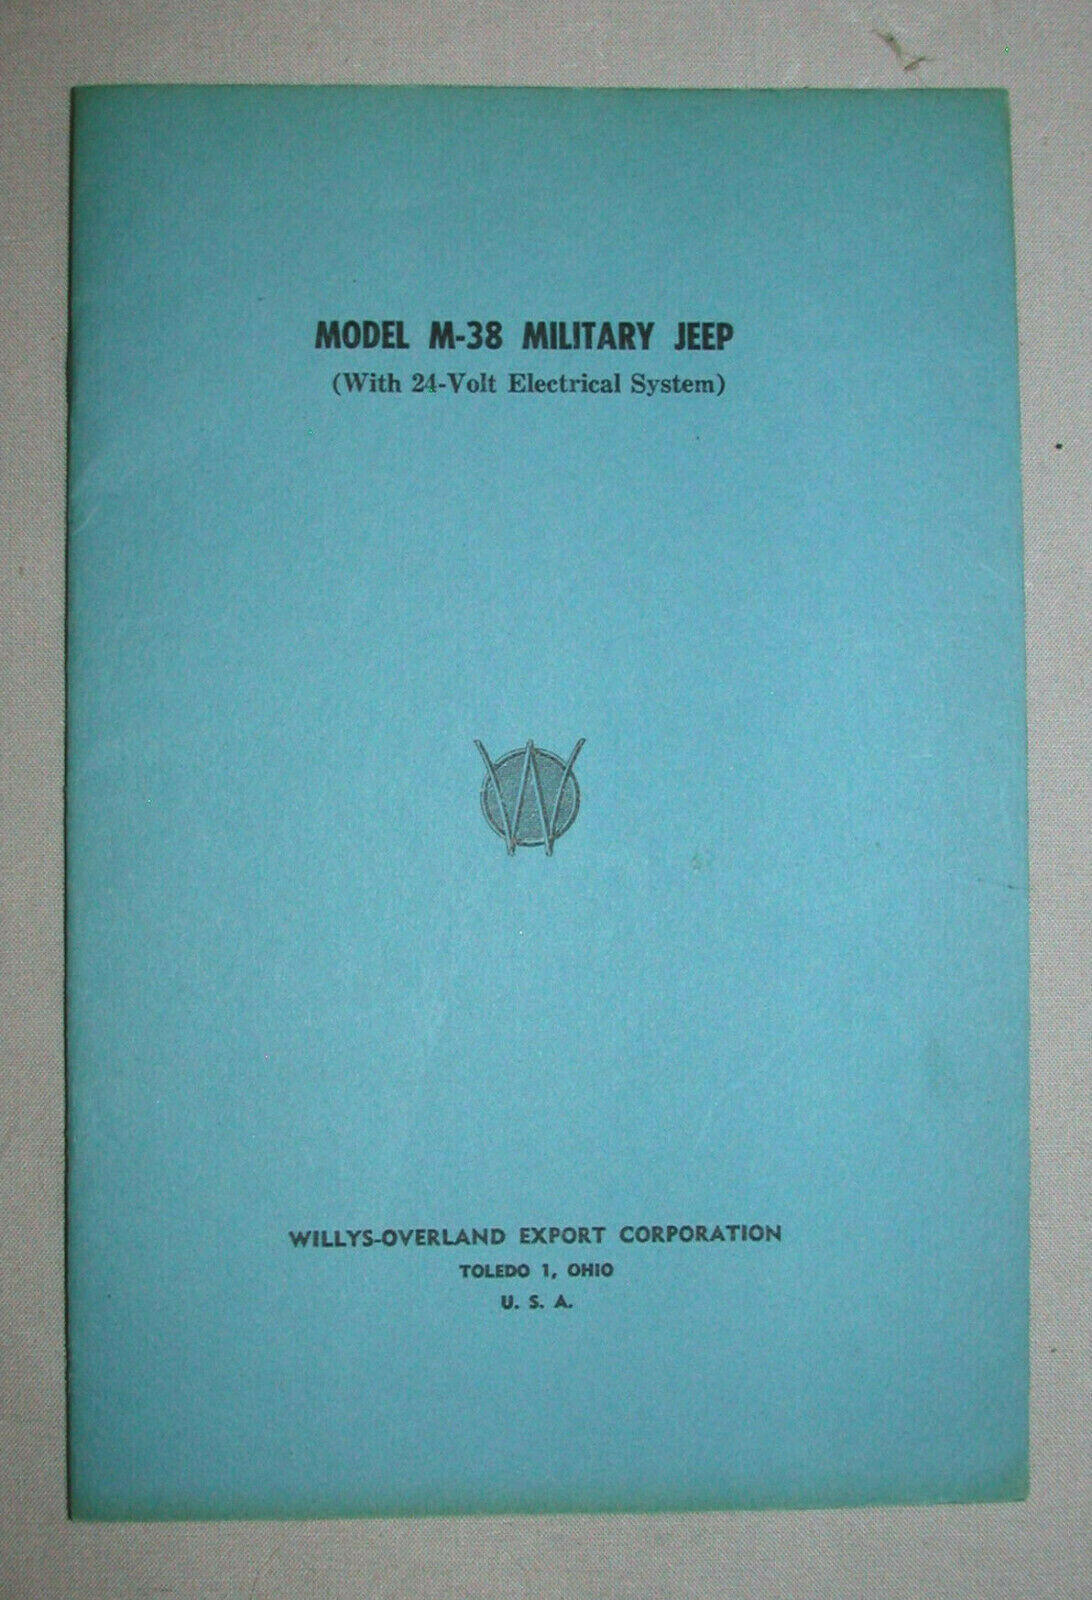 MODEL M-38 MILITARY JEEP
(With 24-Volt Electrical System)
W
WILLYS-OVERLAND EXPORT CORPORATION
TOLEDO 1, OHIO
U. S. A.